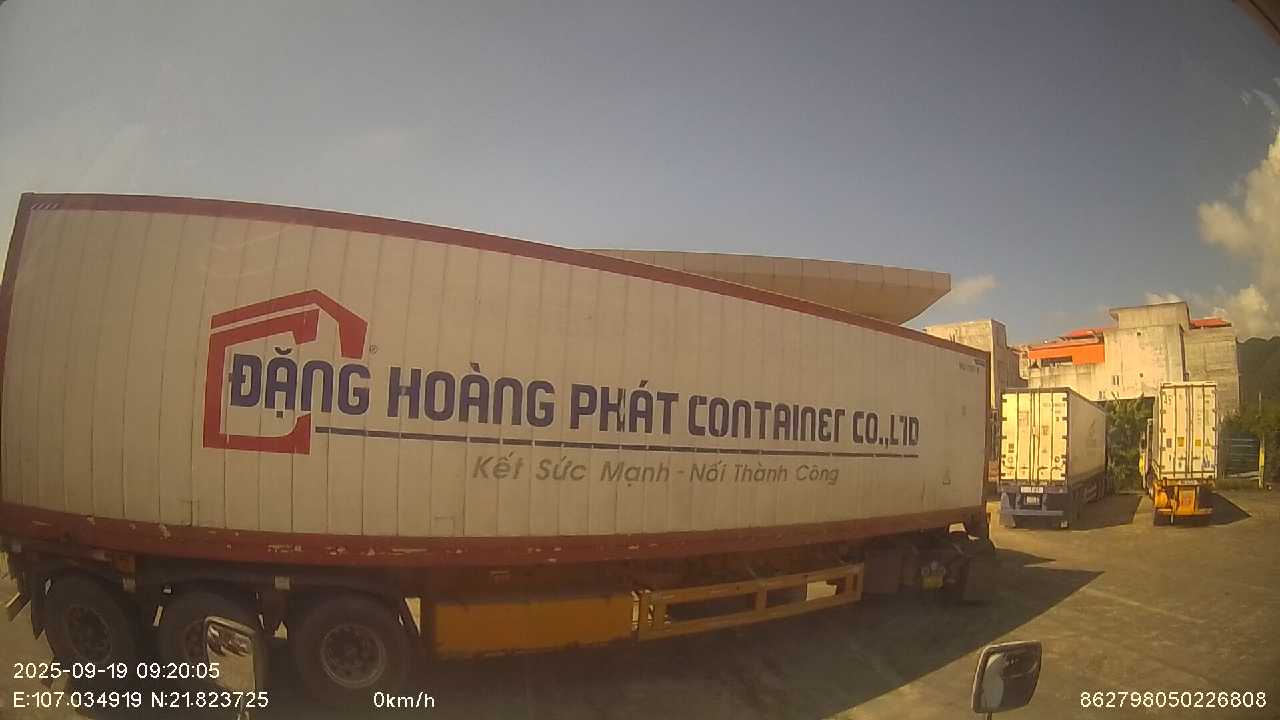 ĐẶNG HOÀNG PHÁT CONTAINER CO.,LTD
Kết Sức Mạnh - Nối Thành Công
2025-09-19 09:20:05
E:107.034919 N:21.823725 0km/h 862798050226808